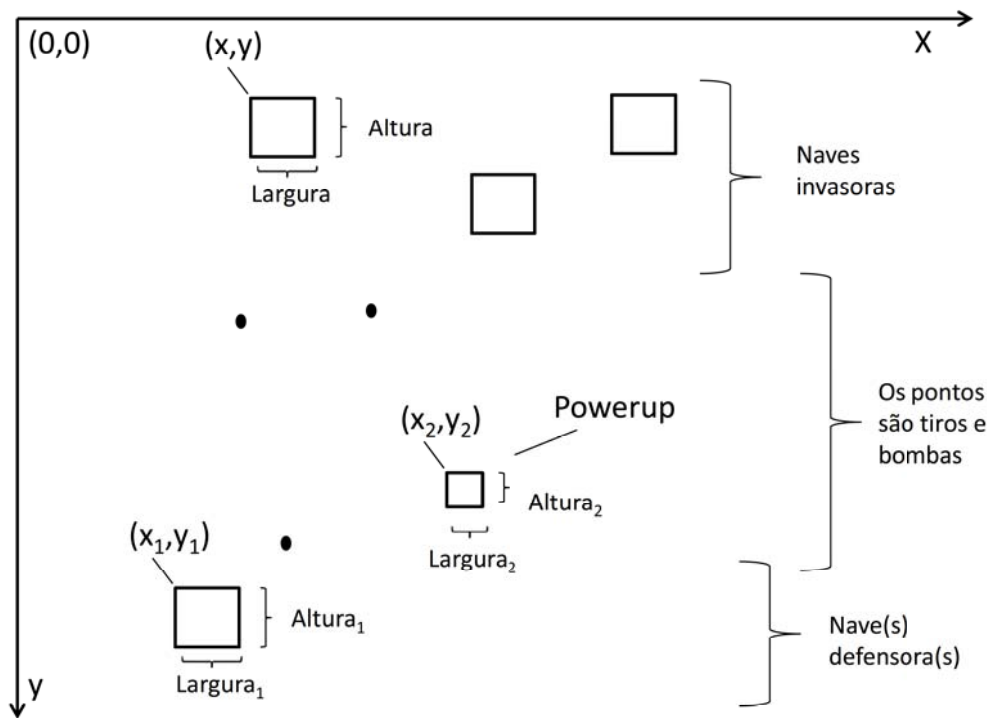 (0,0)
(x,y)
X
Altura
Largura
Naves
invasoras
Os pontos
são tiros e
bombas
Powerup
(x₂,y₂)
Altura₂
Largura₂
(x₁,y₁)
Altura₁
Largura₁
Nave(s)
defensora(s)
y